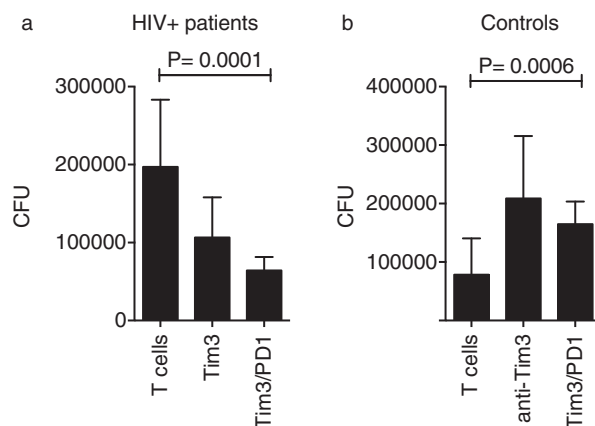 a HIV+ patients
P= 0.0001
300000
200000
100000
0
CFU
T cells
Tim3
Tim3/PD1
b Controls
P= 0.0006
400000
300000
200000
100000
CFU
T cells
anti-Tim3
Tim3/PD1